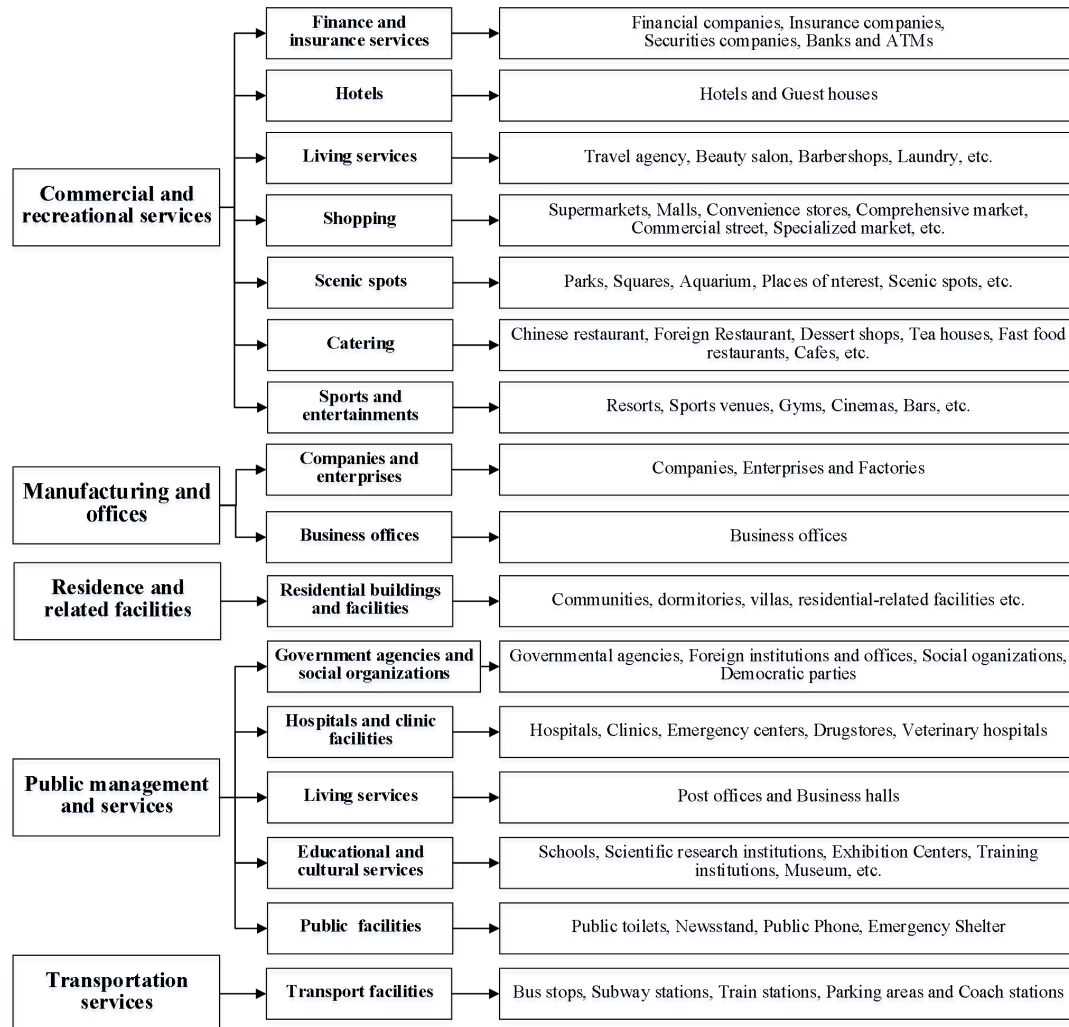 Finance and
insurance services
Financial companies, Insurance companies,
Securities companies, Banks and ATMs
Hotels
Hotels and Guest houses
Living services
Travel agency, Beauty salon, Barbershops, Laundry, etc.
Commercial and
recreational services
Shopping
Supermarkets, Malls, Convenience stores, Comprehensive market,
Commercial street, Specialized market, etc.
Scenic spots
Parks, Squares, Aquarium, Places of nterest, Scenic spots, etc.
Catering
Chinese restaurant, Foreign Restaurant, Dessert shops, Tea houses, Fast food
restaurants, Cafes, etc.
Sports and
entertainments
Resorts, Sports venues, Gyms, Cinemas, Bars, etc.
Manufacturing and
offices
Companies and
enterprises
Companies, Enterprises and Factories
Business offices
Business offices
Residence and
related facilities
Residential buildings
and facilities
Communities, dormitories, villas, residential-related facilities etc.
Government agencies and
social organizations
Governmental agencies, Foreign institutions and offices, Social oganizations,
Democratic parties
Hospitals and clinic
facilities
Hospitals, Clinics, Emergency centers, Drugstores, Veterinary hospitals
Public management
and services
Living services
Post offices and Business halls
Educational and
cultural services
Schools, Scientific research institutions, Exhibition Centers, Training
institutions, Museum, etc.
Public facilities
Public toilets, Newsstand, Public Phone, Emergency Shelter
Transportation
services
Transport facilities
Bus stops, Subway stations, Train stations, Parking areas and Coach stations